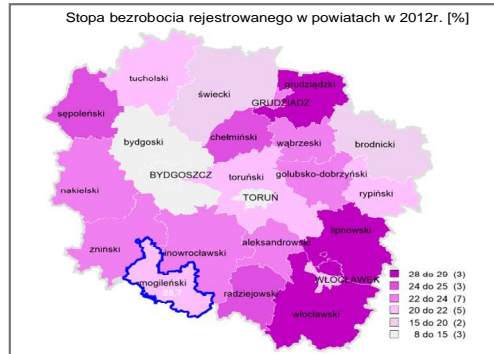 Stopa bezrobocia rejestrowanego w powiatach w 2012r. [%]
tucholski
grudziądzki
świecki
GRUDZIĄDZ
sępoleński
chełmiński
bydgoski
wąbrzeski
brodnicki
BYDGOSZCZ
toruński
golubsko-dobrzyński
nakielski
TORUŃ
rypiński
lipnowski
żniński
inowrocławski
aleksandrowski
mogileński
WŁOCŁAWEK
radziejowski
włocławski
28 do 29 (3)
24 do 25 (3)
22 do 24 (7)
20 do 22 (5)
15 do 20 (2)
8 do 15 (3)